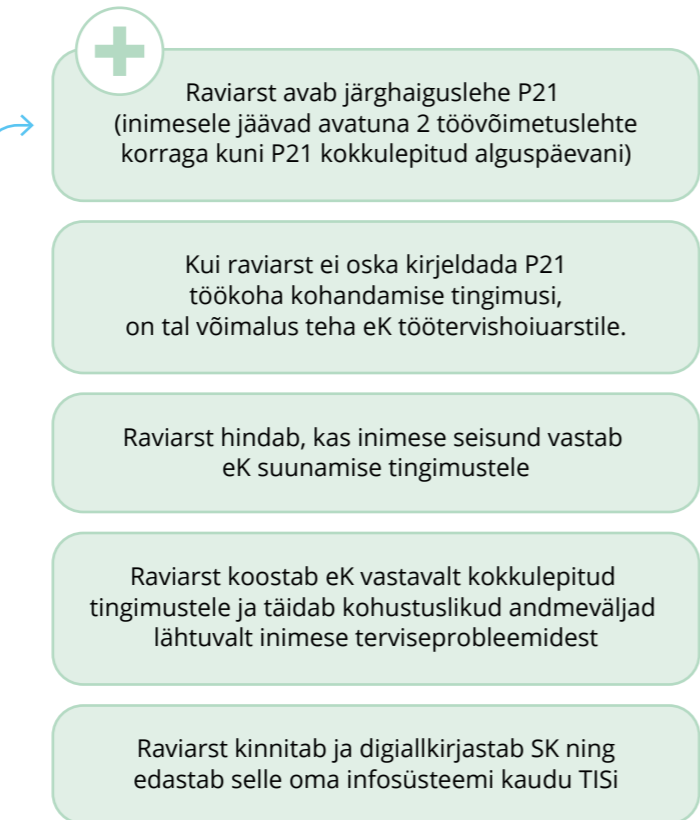 Raviarst avab järghaiguslehe P21
(inimesele jäävad avatuna 2 töövõimetuslehte
korraga kuni P21 kokkulepitud alguspäevani)
Kui raviarst ei oska kirjeldada P21
töökoha kohandamise tingimusi,
on tal võimalus teha eK töötervishoiuarstile.
Raviarst hindab, kas inimese seisund vastab
eK suunamise tingimustele
Raviarst koostab eK vastavalt kokkulepitud
tingimustele ja täidab kohustuslikud andmeväljad
lähtuvalt inimese terviseprobleemidest
Raviarst kinnitab ja digiallkirjastab SK ning
edastab selle oma infosüsteemi kaudu TISi